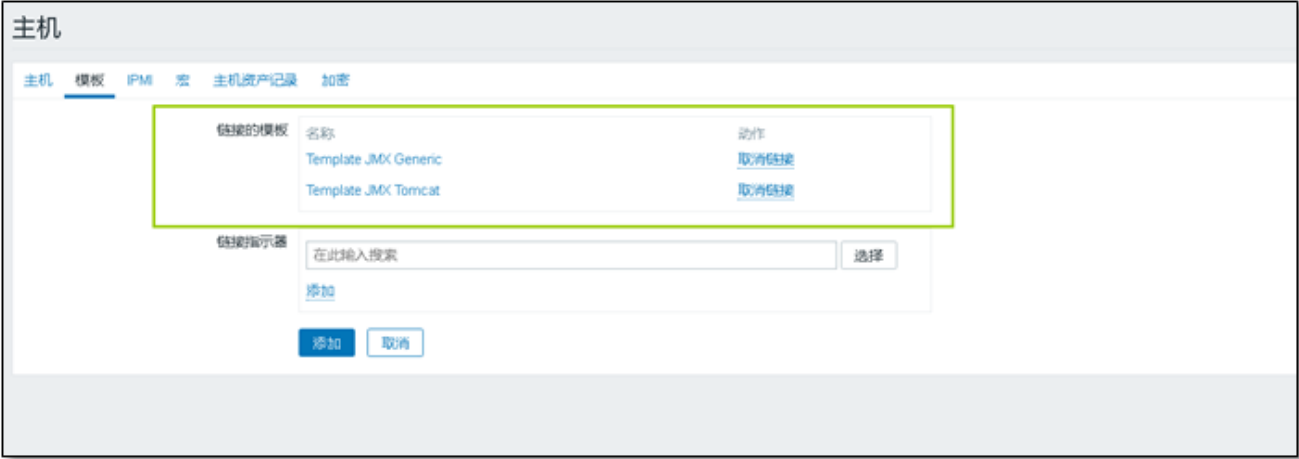 主机
主机 模板 IPMI 宏 主机资产记录 加密
链接的模板 名称 动作
Template JMX Generic 取消链接
Template JMX Tomcat 取消链接
链接指示器 在此输入搜索 选择
添加
添加 取消